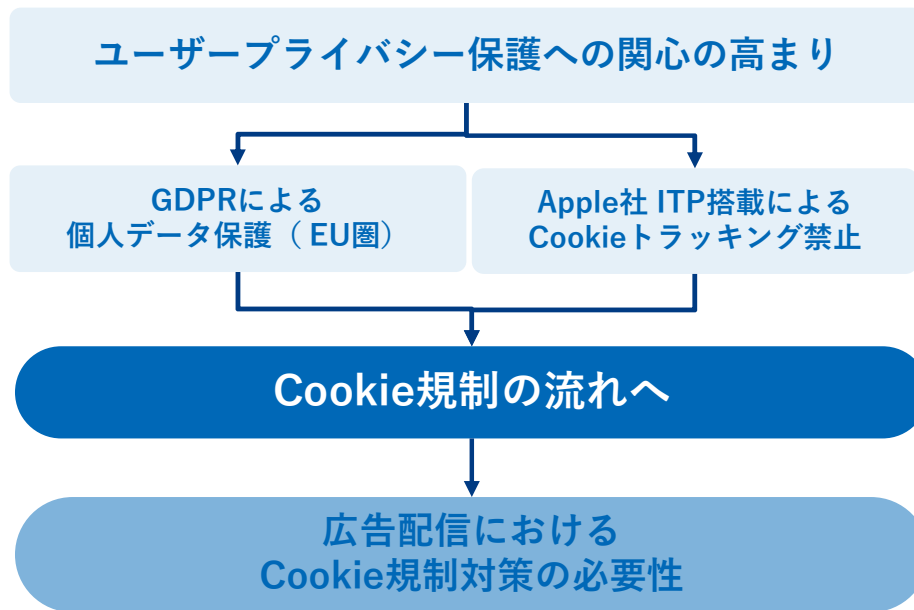 ユーザープライバシー保護への関心の高まり
GDPRによる
個人データ保護（EU圏）
Apple社 ITP搭載による
Cookieトラッキング禁止
Cookie規制の流れへ
広告配信における
Cookie規制対策の必要性